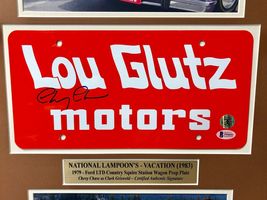 Lou Glutz
motors
NATIONAL LAMPOON'S - VACATION (1983)
1979 - Ford LTD Country Squire Station Wagon Prop Plate
Chevy Chase as Clark Griswold - Certified Authentic Signature